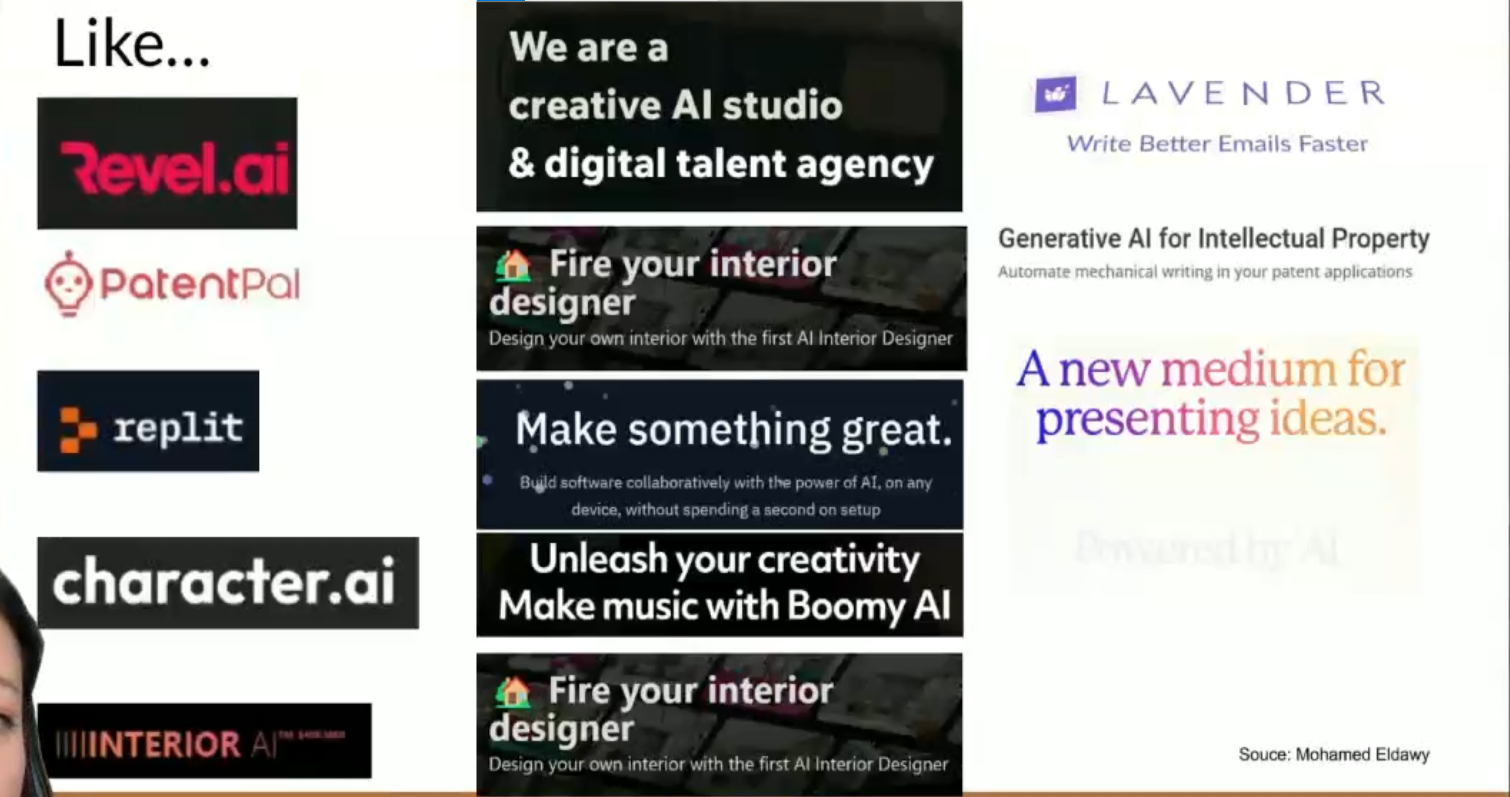 Like...
Revel.ai
PatentPal
replit
character.ai
INTERIOR AI
We are a
creative AI studio
& digital talent agency
Fire your interior
designer
Design your own interior with the first AI Interior Designer
Make something great.
Build software collaboratively with the power of AI, on any
device, without spending a second on setup
Unleash your creativity
Make music with Boomy AI
Fire your interior
designer
Design your own interior with the first AI Interior Designer
LAVENDER
Write Better Emails Faster
Generative AI for Intellectual Property
Automate mechanical writing in your patent applications
A new medium for
presenting ideas.
Powered by AI
Souce: Mohamed Eldawy